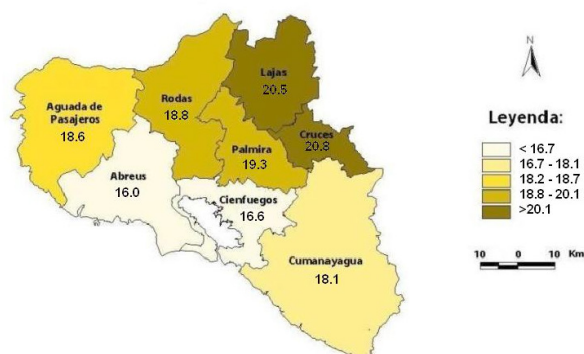 N
Lajas
20.5
Rodas
18.8
Aguada de
Pasajeros
18.6
Cruces
20.8
Palmira
19.3
Abreus
16.0
Cienfuegos
16.6
Cumanayagua
18.1
Leyenda:
< 16.7
16.7 - 18.1
18.2 - 18.7
18.8 - 20.1
>20.1
10 0 10 Km